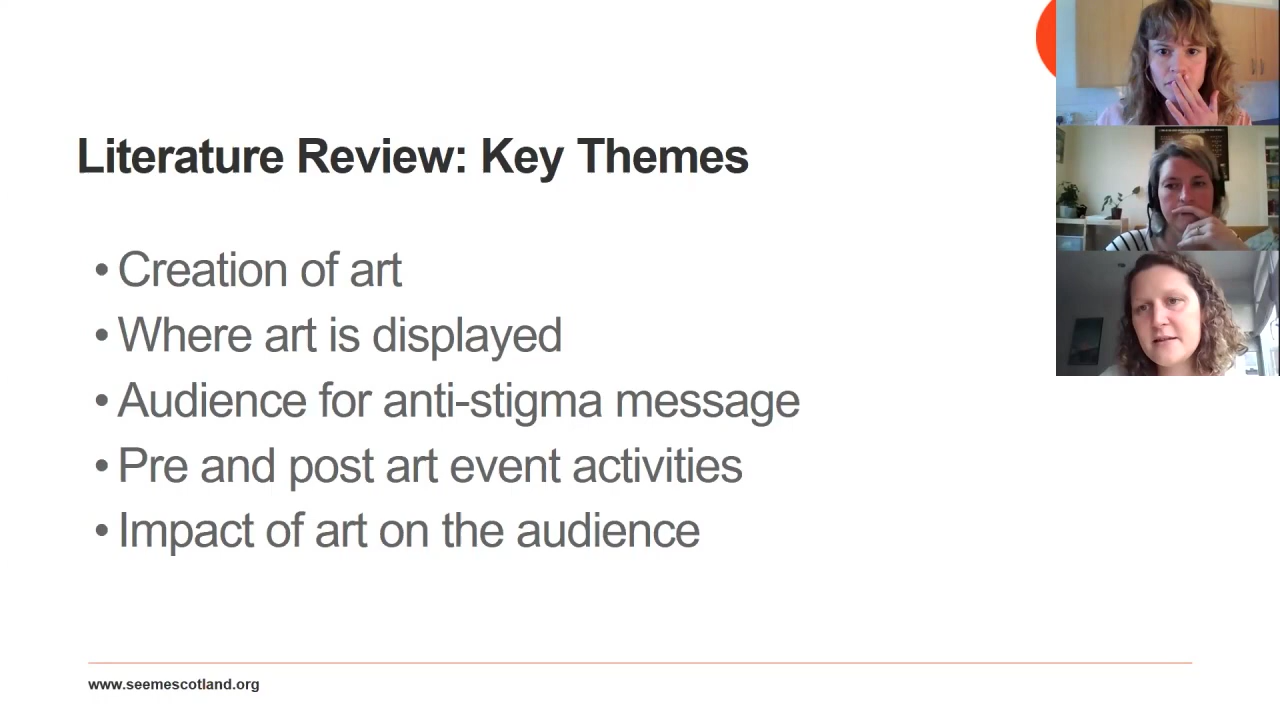 Literature Review: Key Themes
• Creation of art
• Where art is displayed
• Audience for anti-stigma message
• Pre and post art event activities
• Impact of art on the audience
www.seemescotland.org